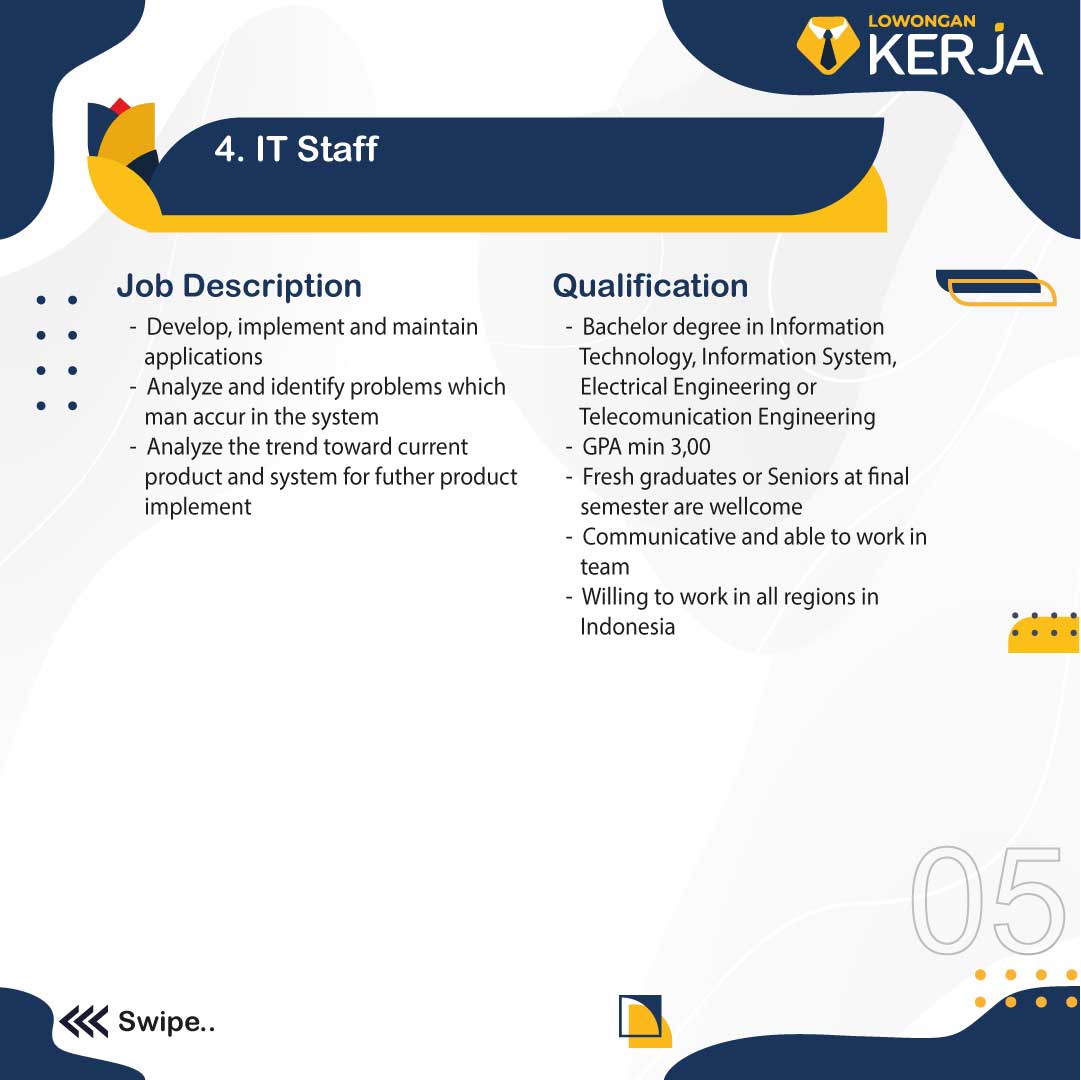 LOWONGAN
KERJA
4. IT Staff
Job Description
- Develop, implement and maintain
applications
- Analyze and identify problems which
man accur in the system
- Analyze the trend toward current
product and system for futher product
implement
Qualification
- Bachelor degree in Information
Technology, Information System,
Electrical Engineering or
Telecomunication Engineering
- GPA min 3,00
- Fresh graduates or Seniors at final
semester are wellcome
- Communicative and able to work in
team
- Willing to work in all regions in
Indonesia
05
Swipe..